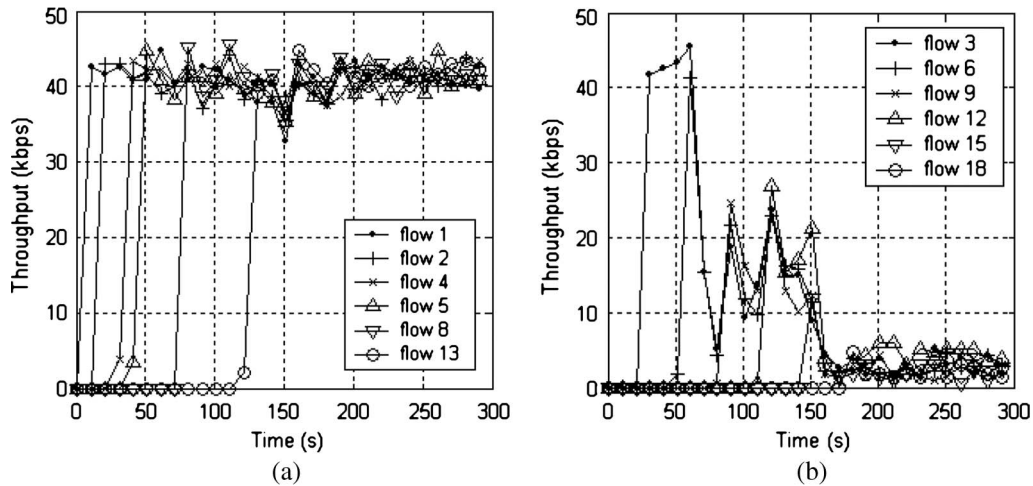 50
40
30
20
10
0
Throughput (kbps)
flow 1
flow 2
flow 4
flow 5
flow 8
flow 13
0 50 100 150 200 250 300
Time (s)
(a)
50
40
30
20
10
0
Throughput (kbps)
flow 3
flow 6
flow 9
flow 12
flow 15
flow 18
0 50 100 150 200 250 300
Time (s)
(b)